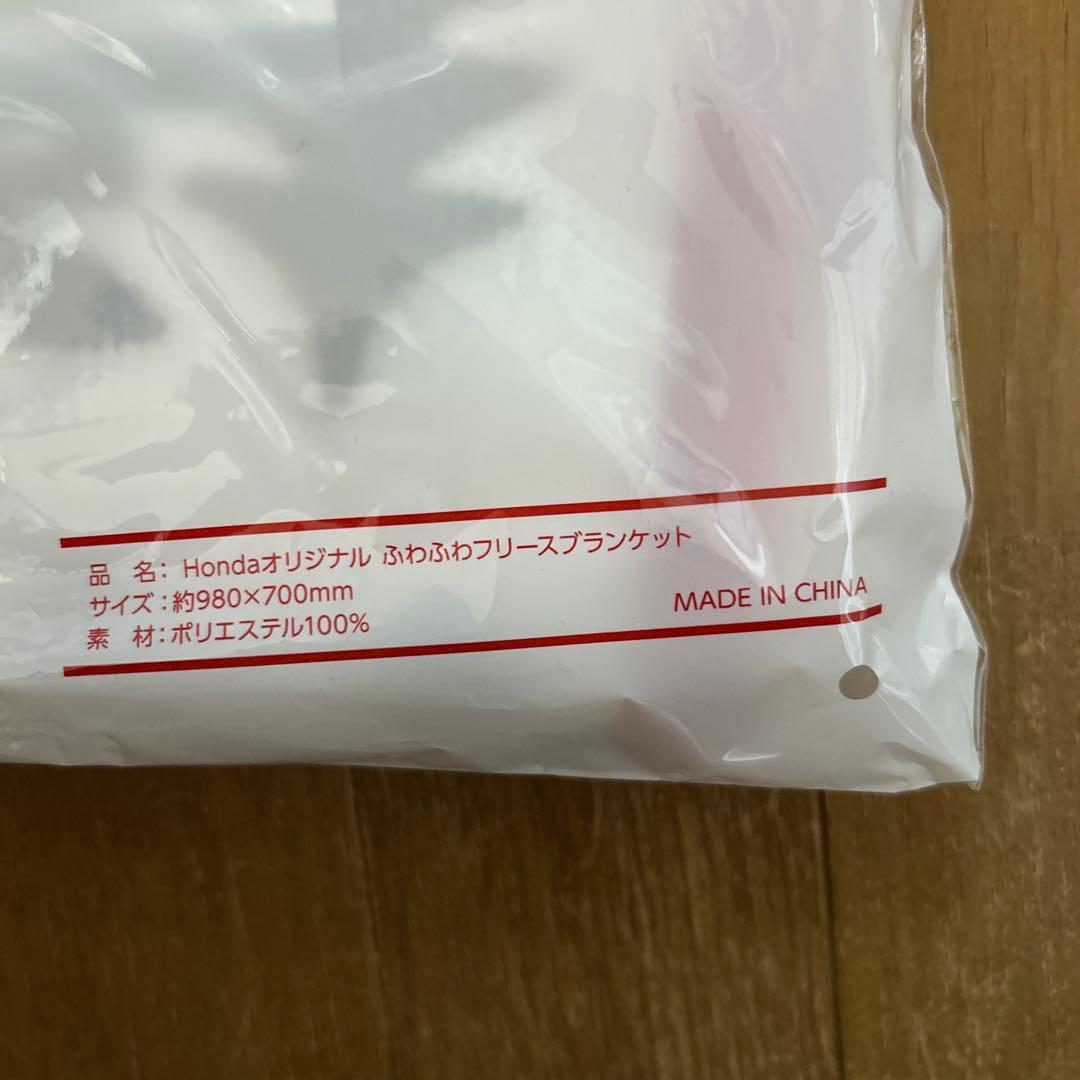 品 名: Hondaオリジナル ふわふわフリースブランケット
サイズ:約980×700mm
素 材:ポリエステル100%
MADE IN CHINA